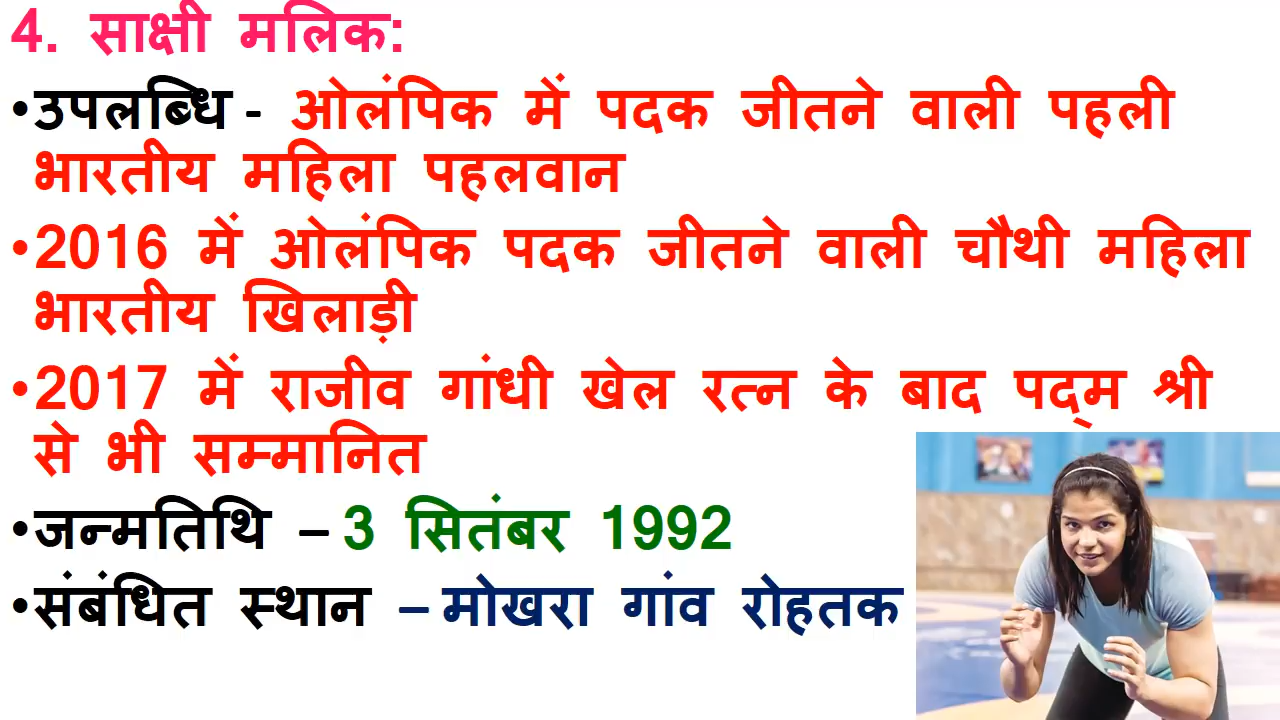 4. साक्षी मलिक:
•उपलब्धि - ओलंपिक में पदक जीतने वाली पहली
भारतीय महिला पहलवान
•2016 में ओलंपिक पदक जीतने वाली चौथी महिला
भारतीय खिलाड़ी
•2017 में राजीव गांधी खेल रत्न के बाद पद्म श्री
से भी सम्मानित
•जन्मतिथि – 3 सितंबर 1992
•संबंधित स्थान – मोखरा गांव रोहतक